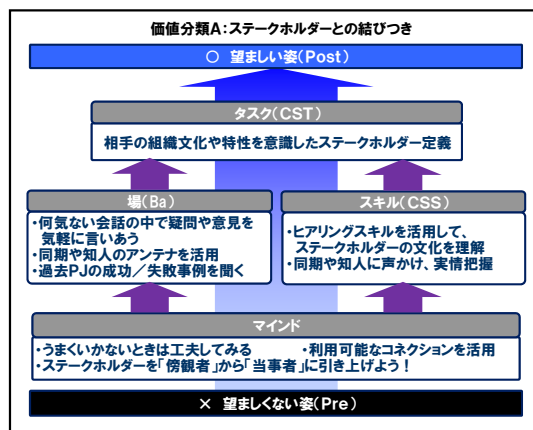 価値分類A:ステークホルダーとの結びつき
○ 望ましい姿(Post)
タスク(CST)
相手の組織文化や特性を意識したステークホルダー定義
場(Ba)
・何気ない会話の中で疑問や意見を
気軽に言いあう
・同期や知人のアンテナを活用
・過去PJの成功/失敗事例を聞く
スキル(CSS)
・ヒアリングスキルを活用して、
ステークホルダーの文化を理解
・同期や知人に声かけ、実情把握
マインド
・うまくいかないときは工夫してみる ・利用可能なコネクションを活用
・ステークホルダーを「傍観者」から「当事者」に引き上げよう!
× 望ましくない姿(Pre)